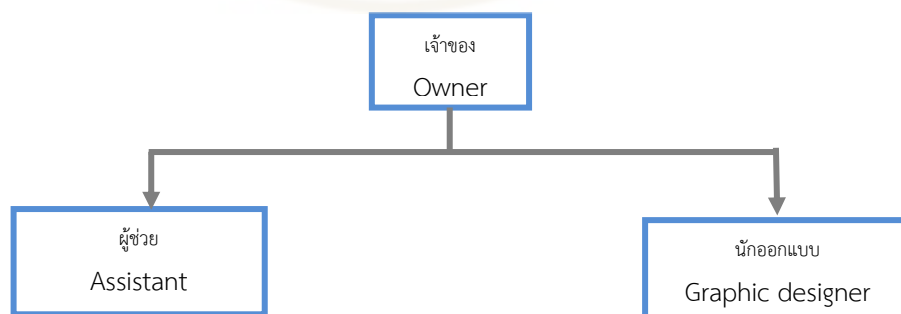 เจ้าของ
Owner
ผู้ช่วย
Assistant
นักออกแบบ
Graphic designer